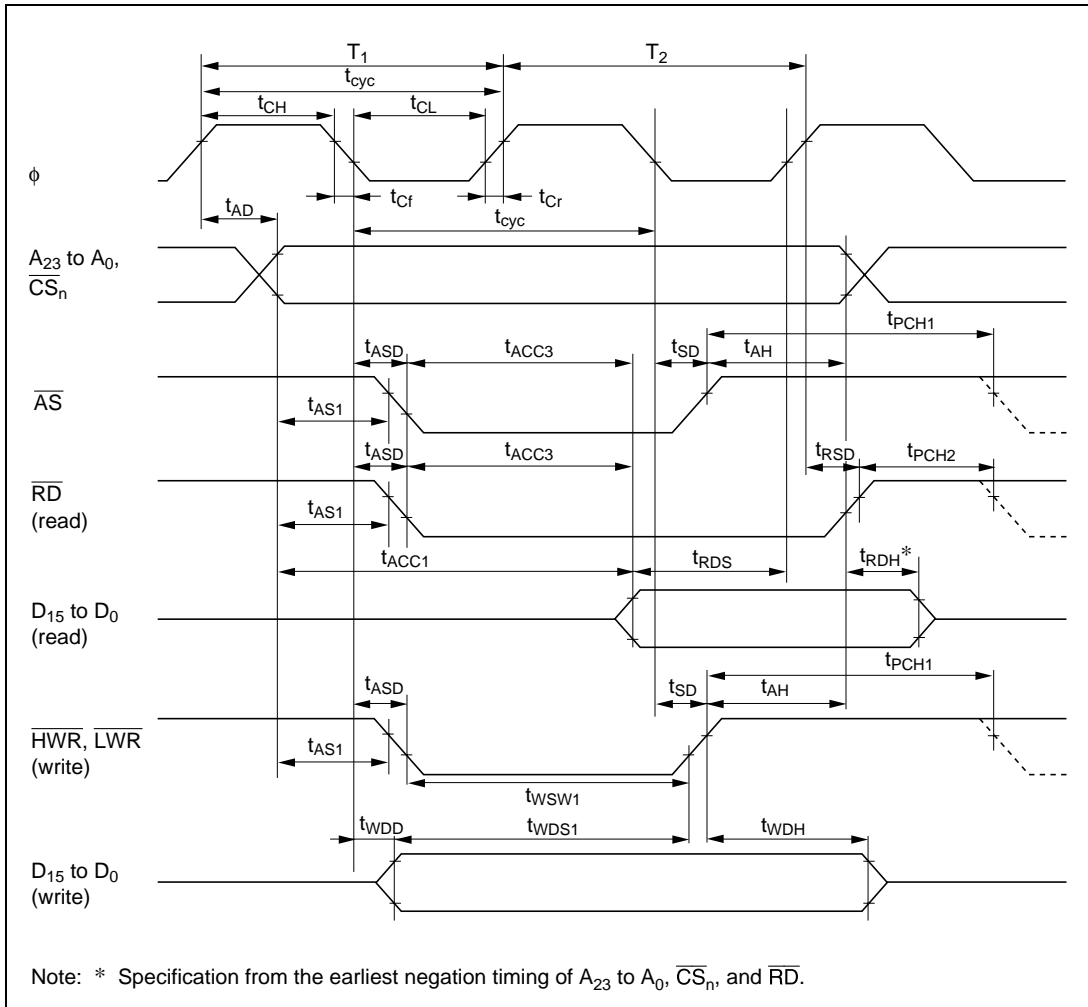 T1 T2
tcyc
tCH tCL
ϕ
tCf tCr
tAD tcyc
A23 to A0,
CSn
tPCH1
tASD tACC3 tSD tAH
AS
tAS1
tASD tACC3 tRSD tPCH2
RD
(read)
tAS1
tACC1 tRDS tRDH*
D15 to D0
(read)
tPCH1
tASD tSD tAH
HWR, LWR
(write)
tAS1
tWSW1
tWDD tWDS1 tWDH
D15 to D0
(write)
Note: * Specification from the earliest negation timing of A23 to A0, CSn, and RD.